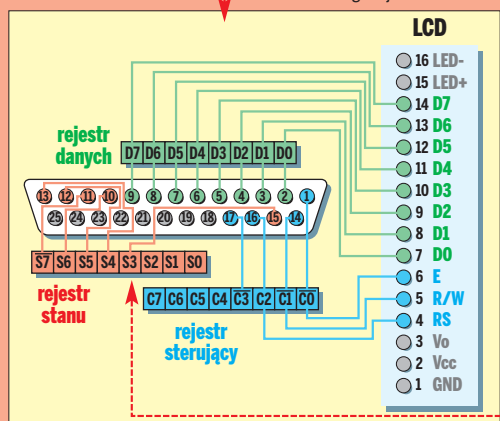 LCD
16 LED-
15 LED+
14 D7
13 D6
12 D5
11 D4
10 D3
9 D2
8 D1
7 D0
6 E
5 R/W
4 RS
3 Vo
2 Vcc
1 GND
rejestr
danych
D7 D6 D5 D4 D3 D2 D1 D0
13 12 11 10 9 8 7 6 5 4 3 2 1
25 24 23 22 21 20 19 18 17 16 15 14
S7 S6 S5 S4 S3 S2 S1 S0
rejestr
stanu
C7 C6 C5 C4 C3 C2 C1 C0
rejestr
sterujący